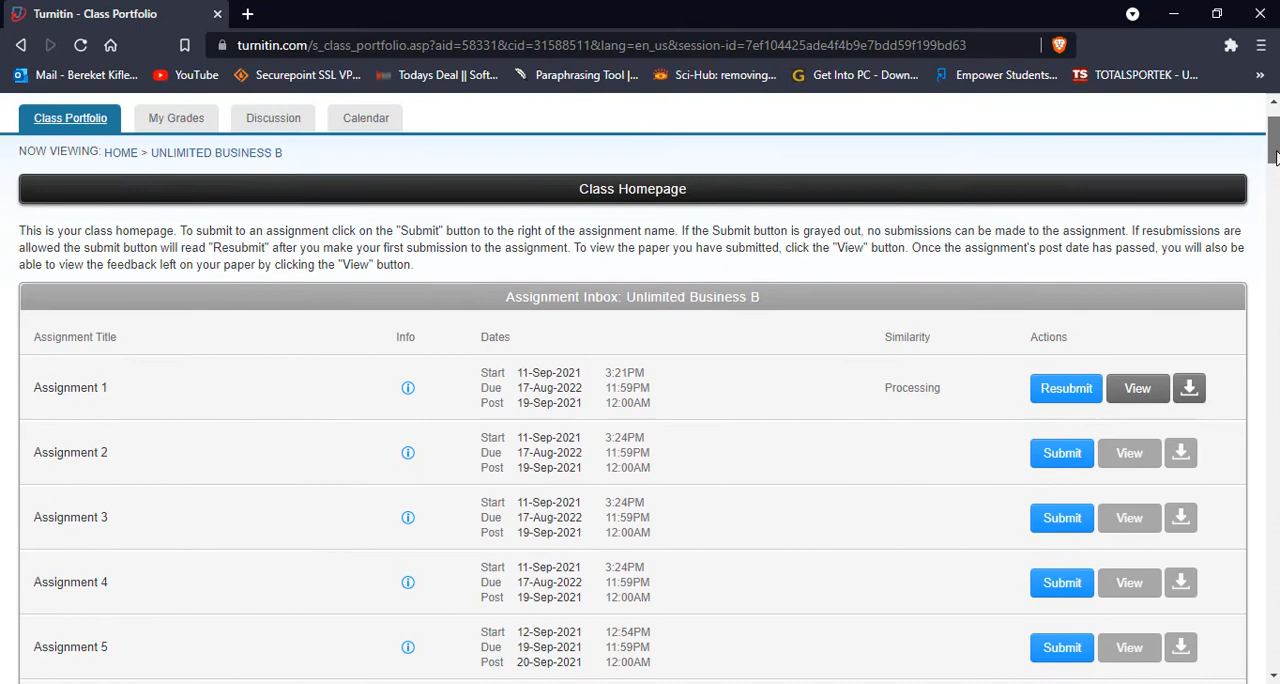 Turnitin - Class Portfolio
turnitin.com/s_class_portfolio.asp?aid=58331&cid=31588511&lang=en_us&session-id=7ef104425ade4f4b9e7bdd59f199bd63
Mail - Bereket Kifle... YouTube Securepoint SSL VP... Todays Deal || Soft... Paraphrasing Tool |... Sci-Hub: removing... Get Into PC - Down... Empower Students... TS TOTALSPORTEK - U... »
Class Portfolio My Grades Discussion Calendar
NOW VIEWING: HOME > UNLIMITED BUSINESS B
Class Homepage
This is your class homepage. To submit to an assignment click on the "Submit" button to the right of the assignment name. If the Submit button is grayed out, no submissions can be made to the assignment. If resubmissions are
allowed the submit button will read "Resubmit" after you make your first submission to the assignment. To view the paper you have submitted, click the "View" button. Once the assignment's post date has passed, you will also be
able to view the feedback left on your paper by clicking the "View" button.
Assignment Inbox: Unlimited Business B
Assignment Title Info Dates Similarity Actions
Start 11-Sep-2021 3:21PM
Assignment 1 Due 17-Aug-2022 11:59PM Processing Resubmit View
Post 19-Sep-2021 12:00AM
Start 11-Sep-2021 3:24PM
Assignment 2 Due 17-Aug-2022 11:59PM Submit View
Post 19-Sep-2021 12:00AM
Start 11-Sep-2021 3:24PM
Assignment 3 Due 17-Aug-2022 11:59PM Submit View
Post 19-Sep-2021 12:00AM
Start 11-Sep-2021 3:24PM
Assignment 4 Due 17-Aug-2022 11:59PM Submit View
Post 19-Sep-2021 12:00AM
Start 12-Sep-2021 12:54PM
Assignment 5 Due 19-Sep-2021 11:59PM Submit View
Post 20-Sep-2021 12:00AM